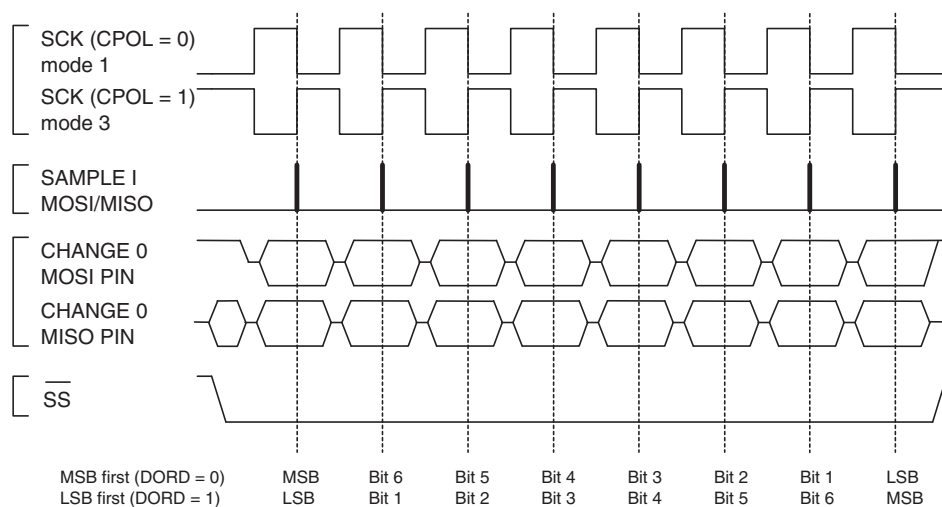 SCK (CPOL = 0)
mode 1
SCK (CPOL = 1)
mode 3
SAMPLE I
MOSI/MISO
CHANGE 0
MOSI PIN
CHANGE 0
MISO PIN
SS
MSB first (DORD = 0) MSB Bit 6 Bit 5 Bit 4 Bit 3 Bit 2 Bit 1 LSB
LSB first (DORD = 1) LSB Bit 1 Bit 2 Bit 3 Bit 4 Bit 5 Bit 6 MSB